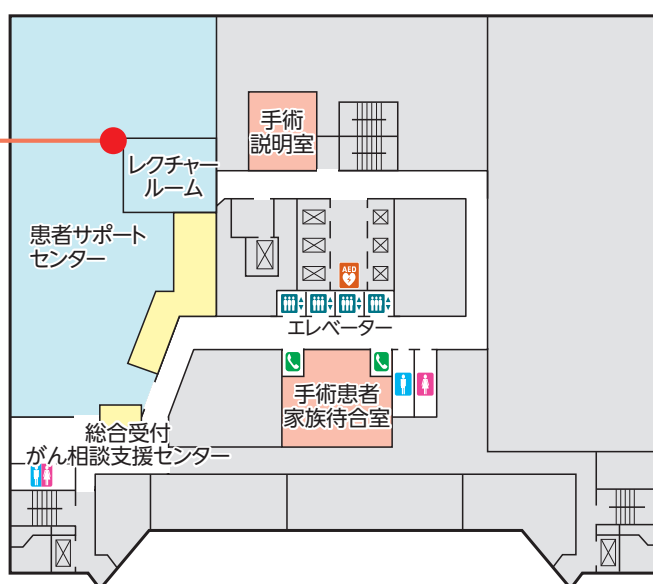 手術
説明室
レクチャー
ルーム
患者サポート
センター
AED
エレベーター
手術患者
家族待合室
総合受付
がん相談支援センター